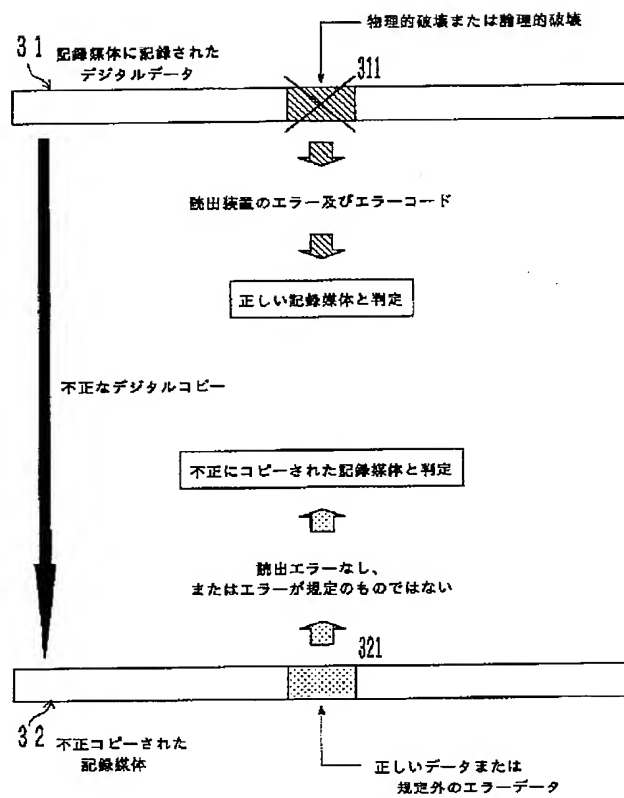 物理的破壊または論理的破壊
31 記録媒体に記録された
デジタルデータ
311
読出装置のエラー及びエラーコード
正しい記録媒体と判定
不正なデジタルコピー
不正にコピーされた記録媒体と判定
読出エラーなし、
またはエラーが規定のものではない
321
32 不正コピーされた
記録媒体
正しいデータまたは
規定外のエラーデータ